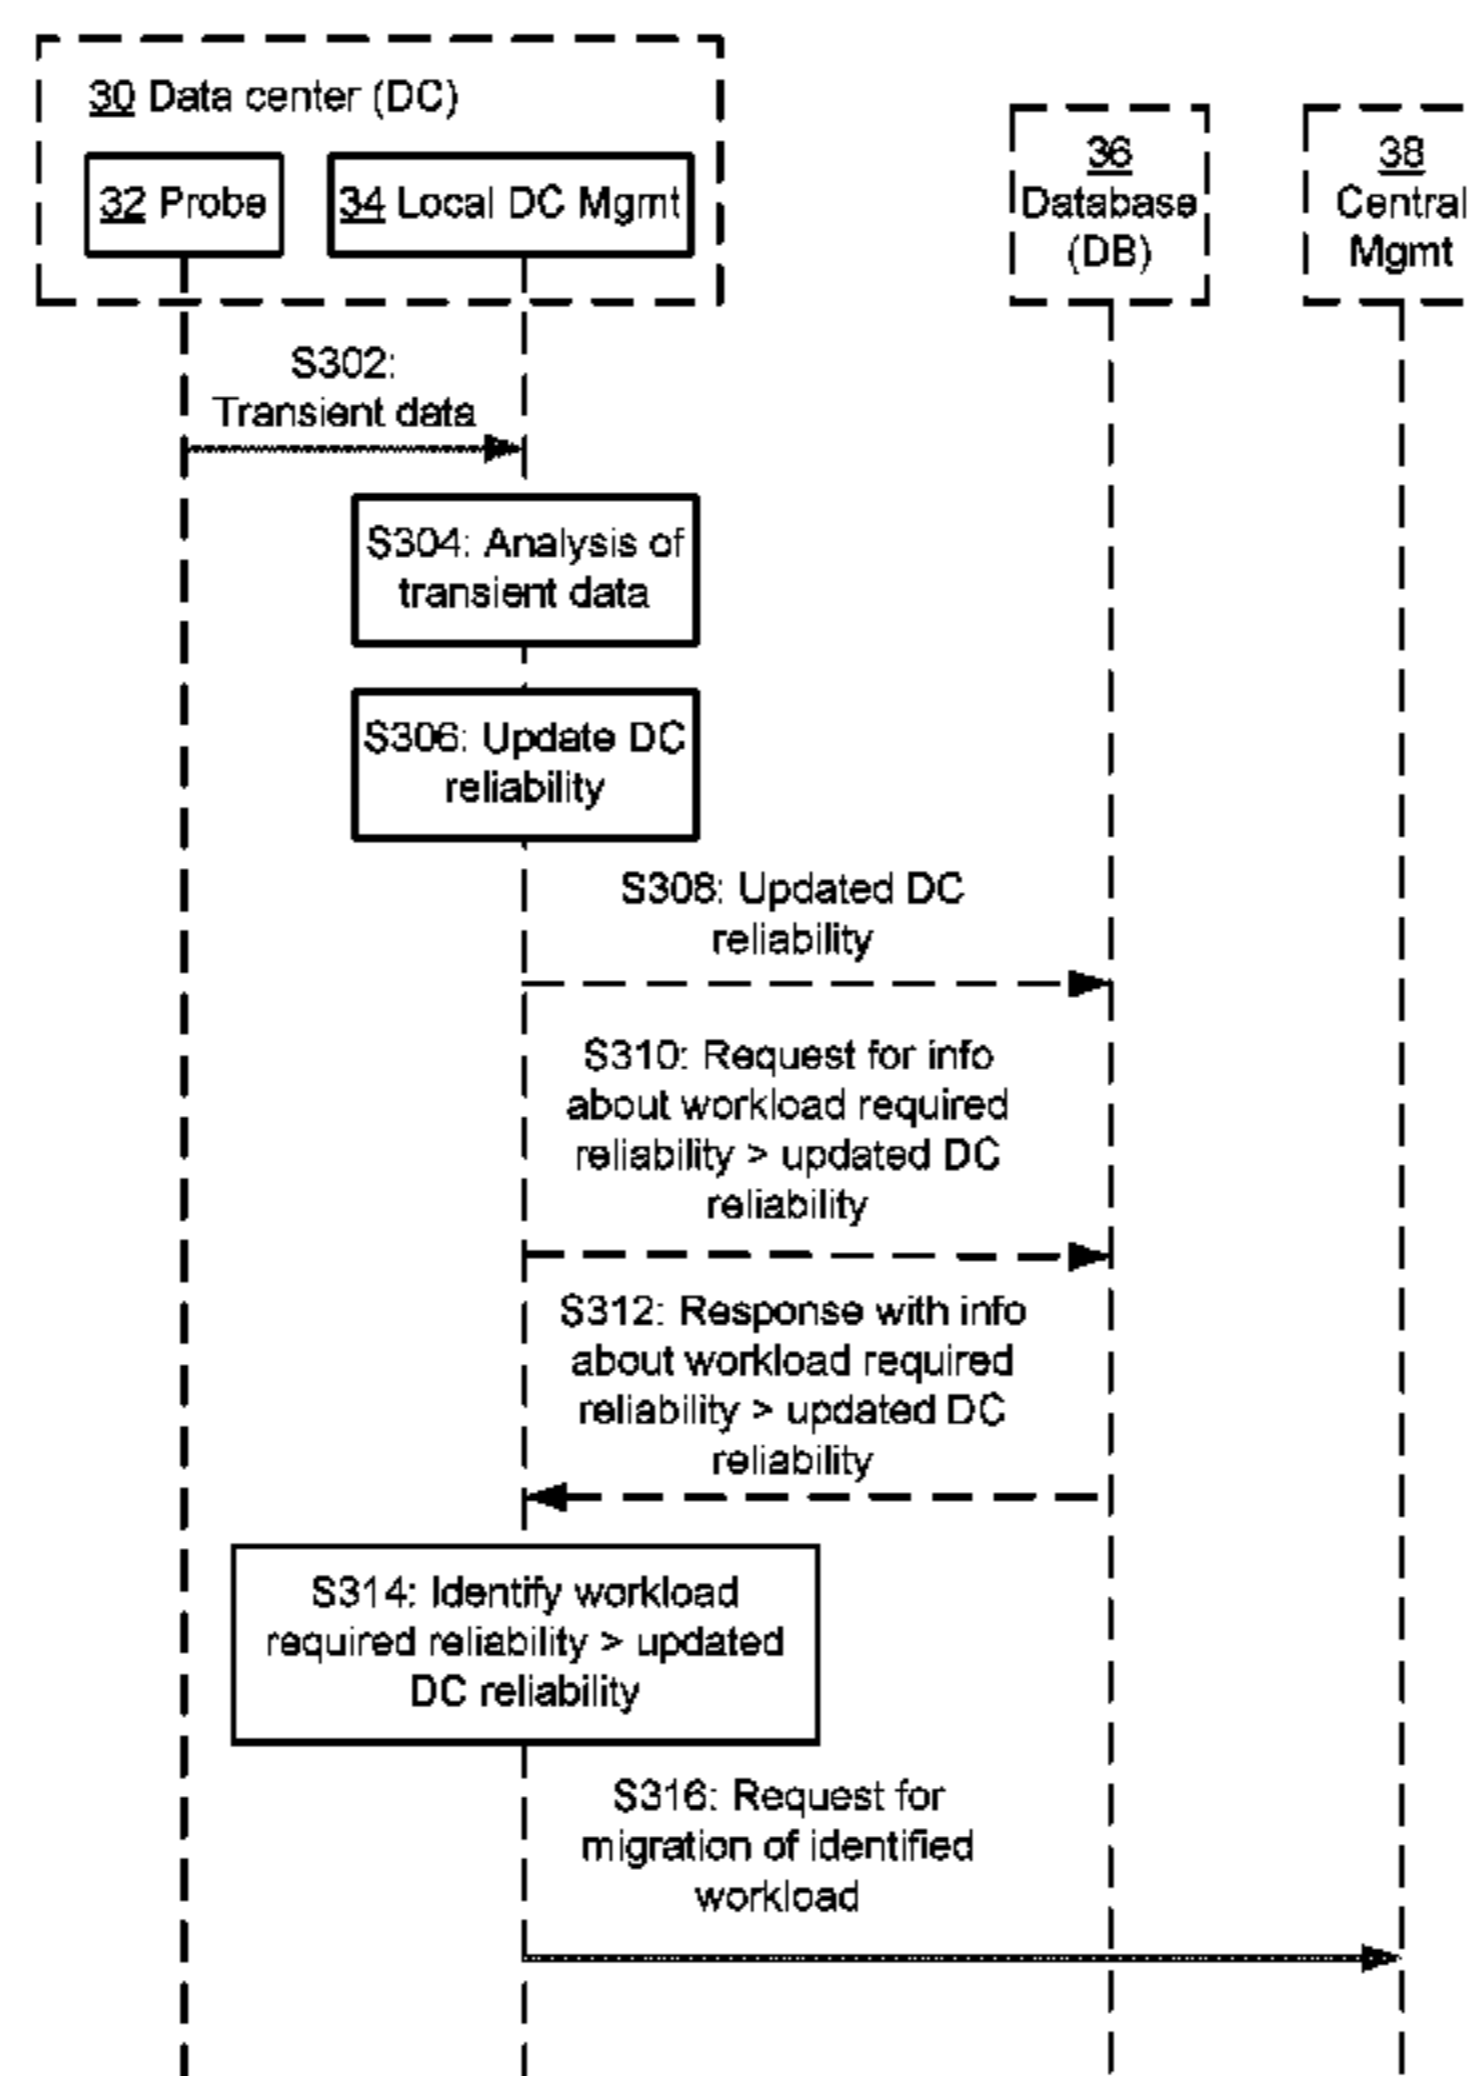 30 Data center (DC)
32 Probe
34 Local DC Mgmt
36
Database
(DB)
38
Central
Mgmt
S302:
Transient data
S304: Analysis of
transient data
S306: Update DC
reliability
S308: Updated DC
reliability
S310: Request for info
about workload required
reliability > updated DC
reliability
S312: Response with info
about workload required
reliability > updated DC
reliability
S314: Identify workload
required reliability > updated
DC reliability
S316: Request for
migration of identified
workload